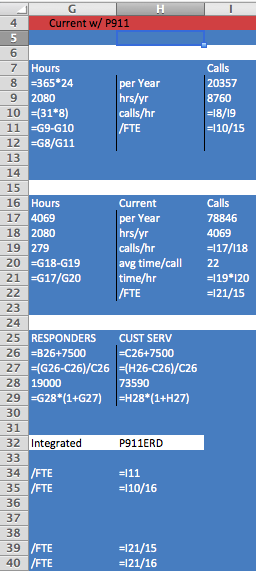 G H I
4 Current w/ P911
5
6
7 Hours Calls
8 =365*24 per Year 20357
9 2080 hrs/yr 8760
10 =(31*8) calls/hr =I8/I9
11 =G9-G10 /FTE =I10/15
12 =G8/G11
13
14
15
16 Hours Current Calls
17 4069 per Year 78846
18 2080 hrs/yr 4069
19 279 calls/hr =I17/I18
20 =G18-G19 avg time/call 22
21 =G17/G20 time/hr =I19*I20
22 /FTE =I21/15
23
24
25 RESPONDERS CUST SERV
26 =B26+7500 =C26+7500
27 =(G26-C26)/C26 =(H26-C26)/C26
28 19000 73590
29 =G28*(1+G27) =H28*(1+H27)
30
31
32 Integrated P911ERD
33
34 /FTE =I11
35 /FTE =I10/16
36
37
38
39 /FTE =I21/15
40 /FTE =I21/16